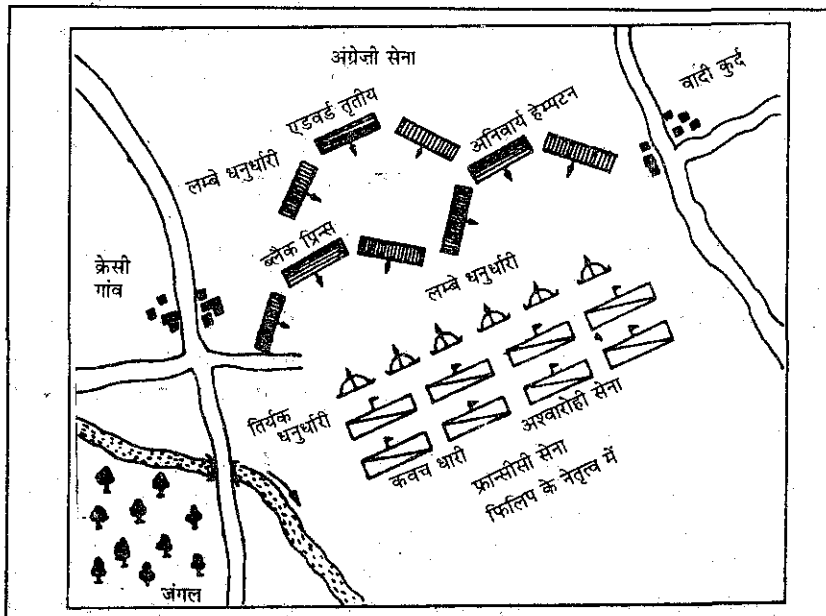 अंग्रेजी सेना
वादी कुर्द
एडवर्ड तृतीय
अनिवार्य हेम्पटन
लम्बे धनुर्धारी
ब्लैक प्रिन्स
क्रेसी
गांव
लम्बे धनुर्धारी
तिर्यक
धनुर्धारी
अश्वारोही सेना
कवच धारी
फ्रान्सीसी सेना
फिलिप के नेतृत्व में
जंगल